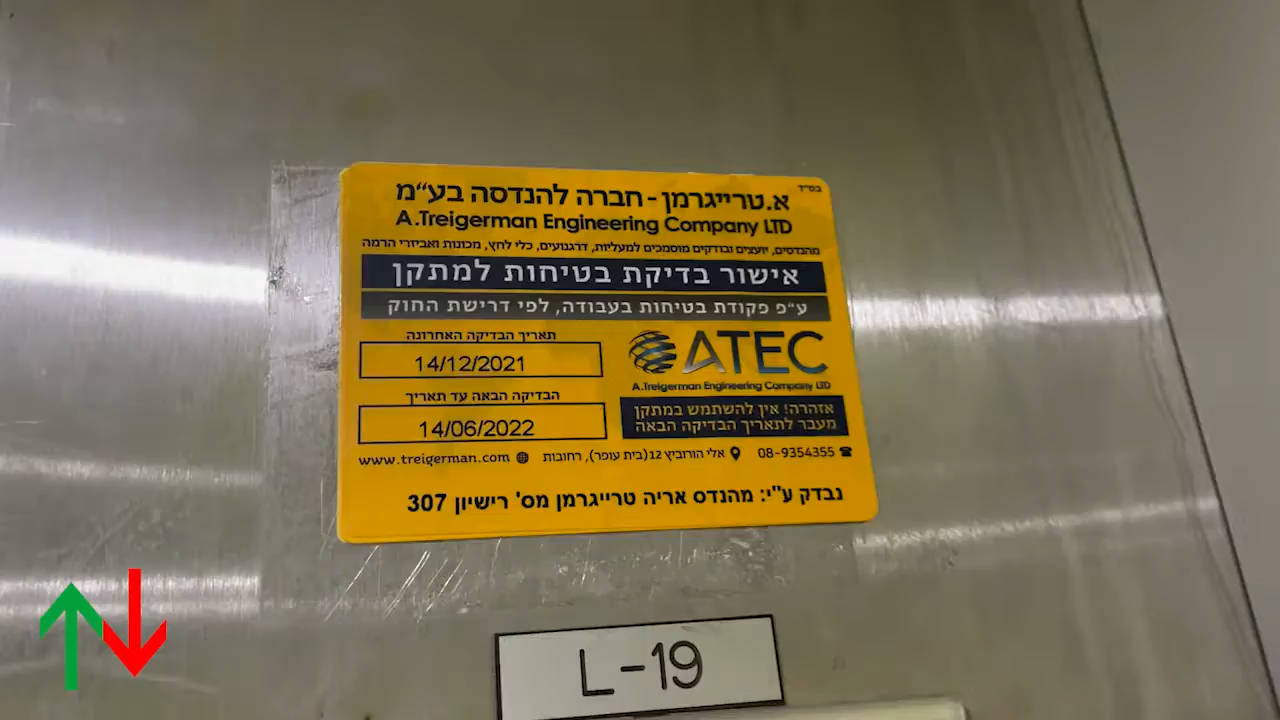 בס"ד
א.טרייגרמן - חברה להנדסה בע"מ
A.Treigerman Engineering Company LTD
מהנדסים, יועצים ובודקים מוסמכים למעליות, דרגנועים, כלי לחץ, מכונות ואביזרי הרמה
אישור בדיקת בטיחות למתקן
ע"פ פקודת בטיחות בעבודה, לפי דרישת החוק
תאריך הבדיקה האחרונה
14/12/2021
הבדיקה הבאה עד תאריך
14/06/2022
ATEC
A.Treigerman Engineering Company LTD
אזהרה! אין להשתמש במתקן
מעבר לתאריך הבדיקה הבאה
08-9354355 אלי הורוביץ 12(בית עופר), רחובות www.treigerman.com
נבדק ע"י: מהנדס אריה טרייגרמן מס' רישיון 307
L-19